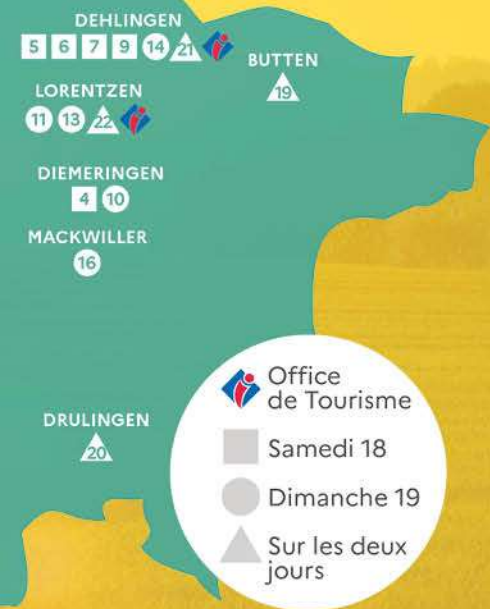 DEHLINGEN
5 6 7 9 14 21
BUTTEN
19
LORENTZEN
11 13 22
DIEMERINGEN
4 10
MACKWILLER
16
DRULINGEN
20
Office
de Tourisme
Samedi 18
Dimanche 19
Sur les deux
jours